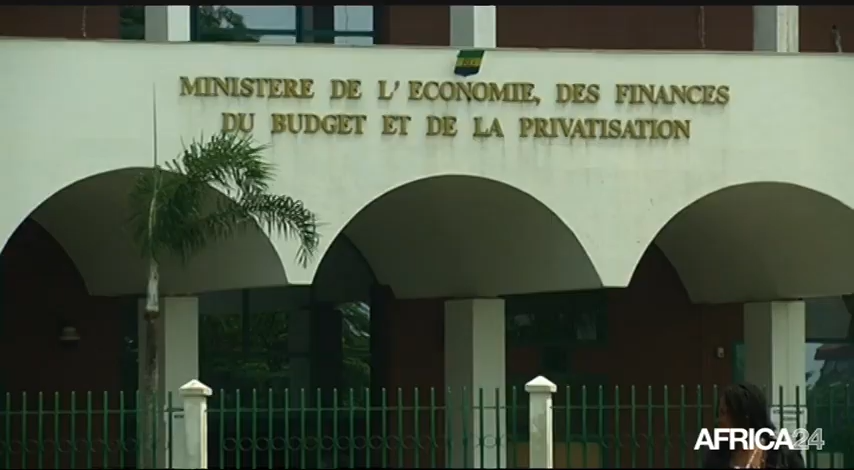 MINISTERE DE L'ECONOMIE, DES FINANCES
DU BUDGET ET DE LA PRIVATISATION
AFRICA24